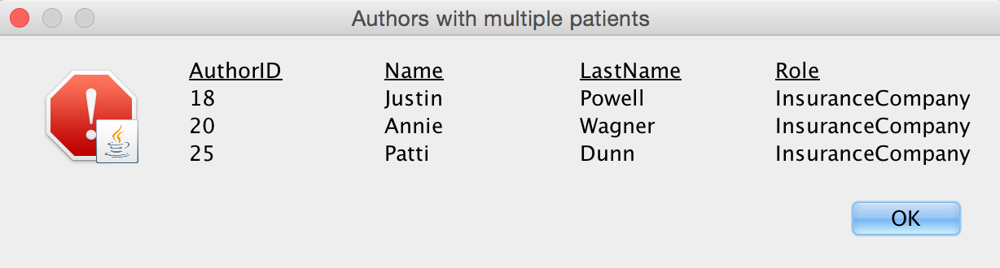 Authors with multiple patients
AuthorID Name LastName Role
18 Justin Powell InsuranceCompany
20 Annie Wagner InsuranceCompany
25 Patti Dunn InsuranceCompany
OK